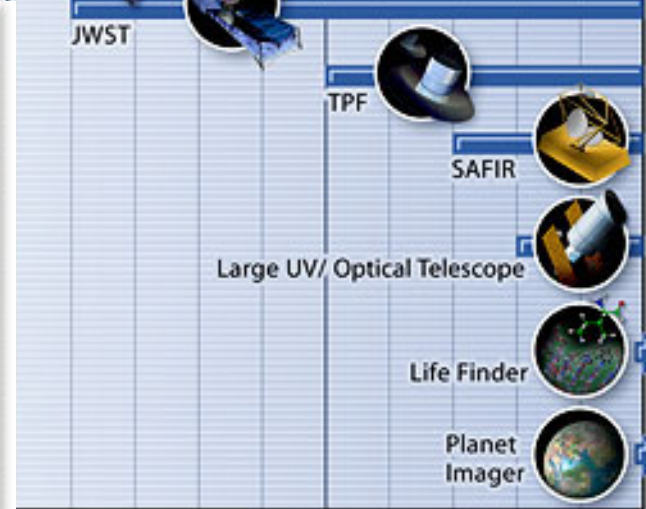 JWST
TPF
SAFIR
Large UV/ Optical Telescope
Life Finder
Planet
Imager